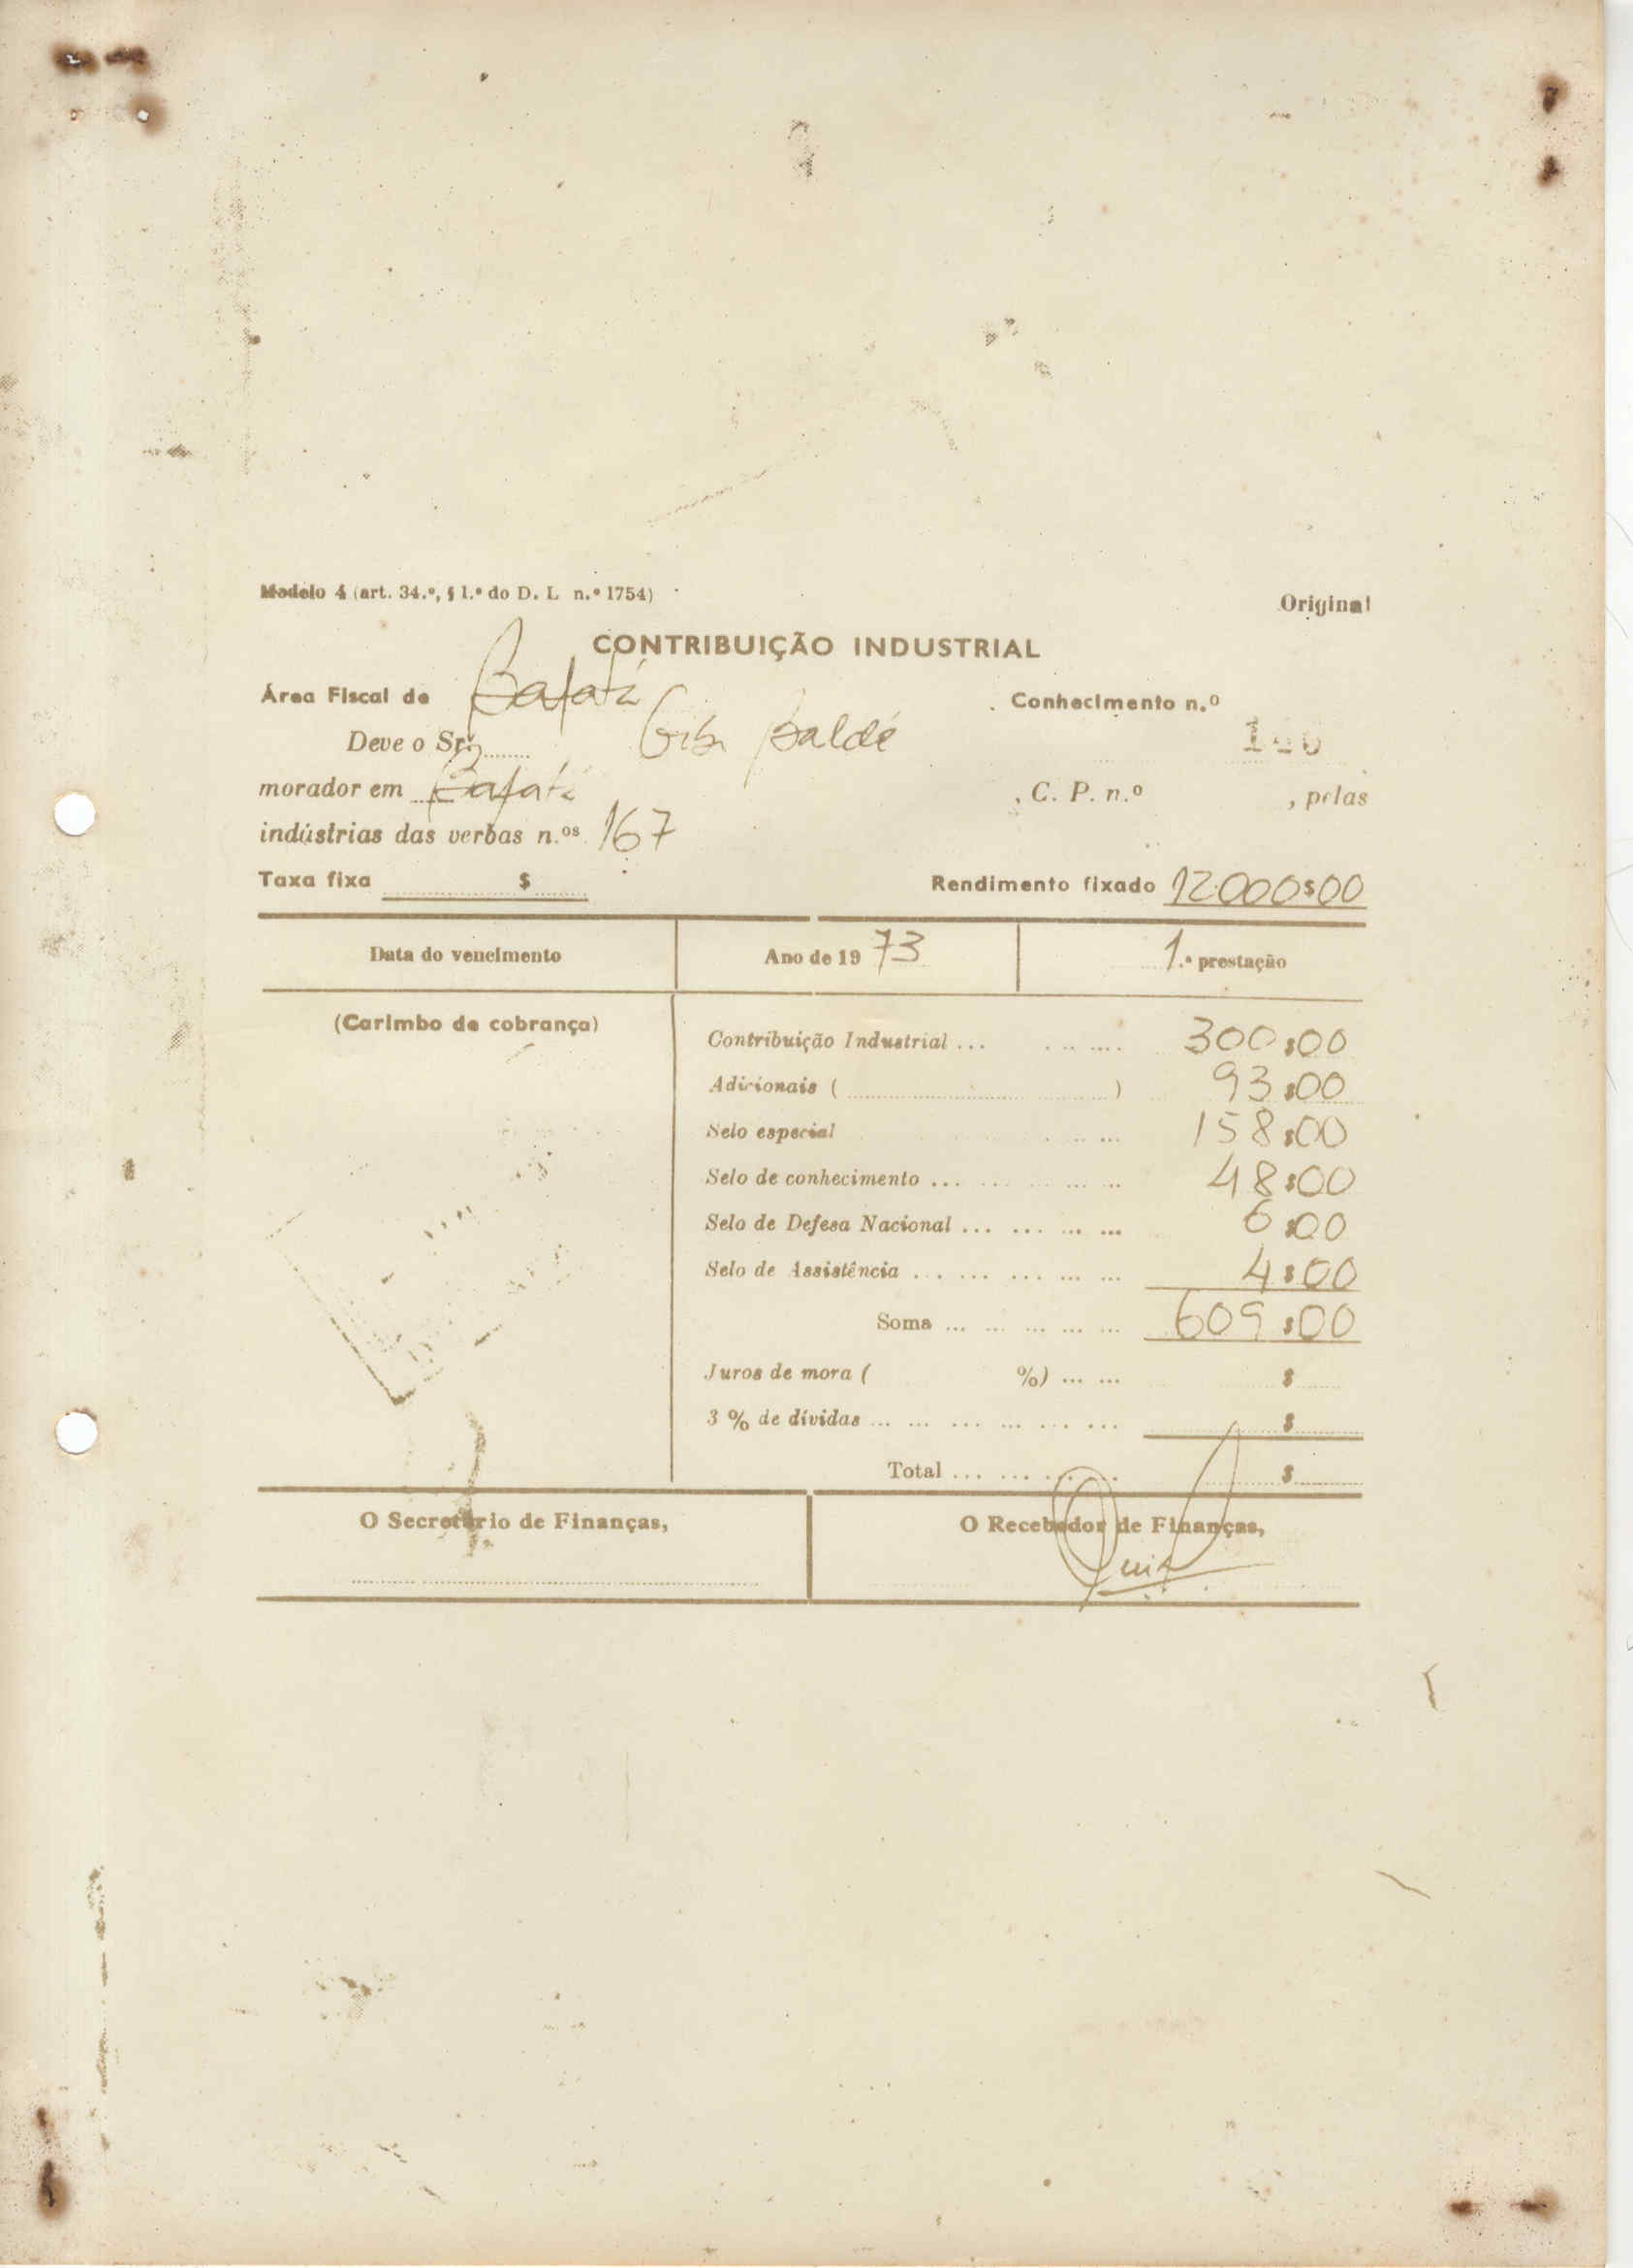 Modelo 4 (art. 34.º, § 1.º do D. L. n.º 1754)
Original
CONTRIBUIÇÃO INDUSTRIAL
Área Fiscal de Bafatá
Conhecimento n.º
Deve o Sr. Baldé
morador em Bafatá , C. P. n.º , pelas
indústrias das verbas n.os 167
Taxa fixa $ Rendimento fixado 12.000$00
Data do vencimento Ano de 1973 1.ª prestação
(Carimbo de cobrança)
Contribuição Industrial ... ... ... 300$00
Adicionais ( ) 93$00
Selo especial ... ... 158$00
Selo de conhecimento ... ... ... ... ... 48$00
Selo de Defesa Nacional ... ... ... ... 6$00
Selo de Assistência ... ... ... ... ... 4$00
Soma ... ... ... ... ... 609$00
Juros de mora ( %) ... ... $
3 % de dívidas ... ... ... ... ... ... $
Total ... ... ... ... $
O Secretário de Finanças,
O Recebedor de Finanças,